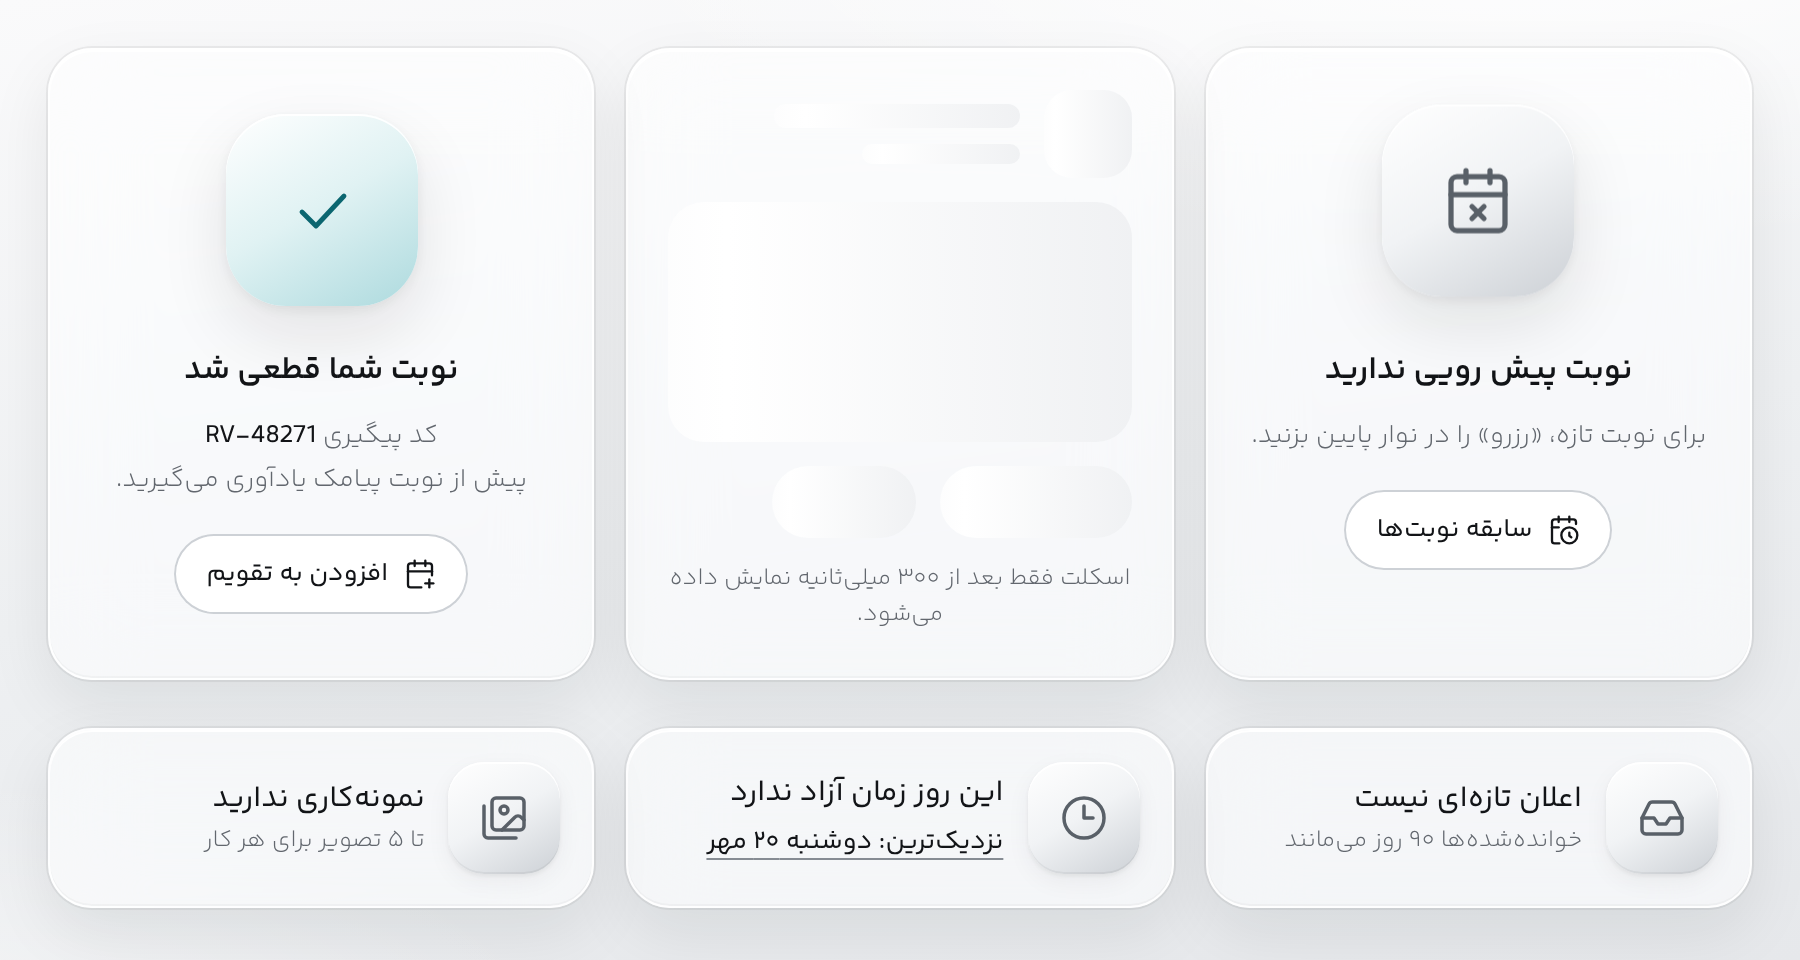 نوبت پیش رویی ندارید
برای نوبت تازه، «رزرو» را در نوار پایین بزنید.
سابقه نوبت‌ها
اسکلت فقط بعد از ۳۰۰ میلی‌ثانیه نمایش داده
می‌شود.
نوبت شما قطعی شد
کد پیگیری RV-48271
پیش از نوبت پیامک یادآوری می‌گیرید.
افزودن به تقویم
اعلان تازه‌ای نیست
خوانده‌شده‌ها ۹۰ روز می‌مانند
این روز زمان آزاد ندارد
نزدیک‌ترین: دوشنبه ۲۰ مهر
نمونه‌کاری ندارید
تا ۵ تصویر برای هر کار